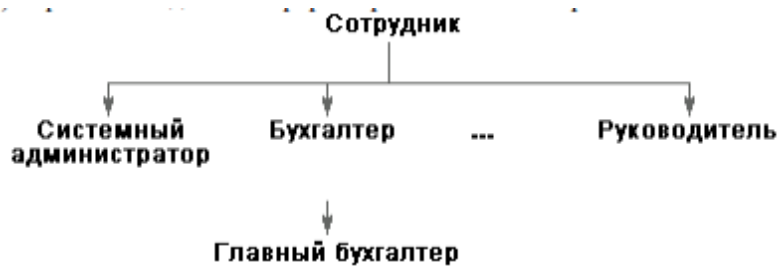 Сотрудник
Системный администратор
Бухгалтер
...
Руководитель
Главный бухгалтер